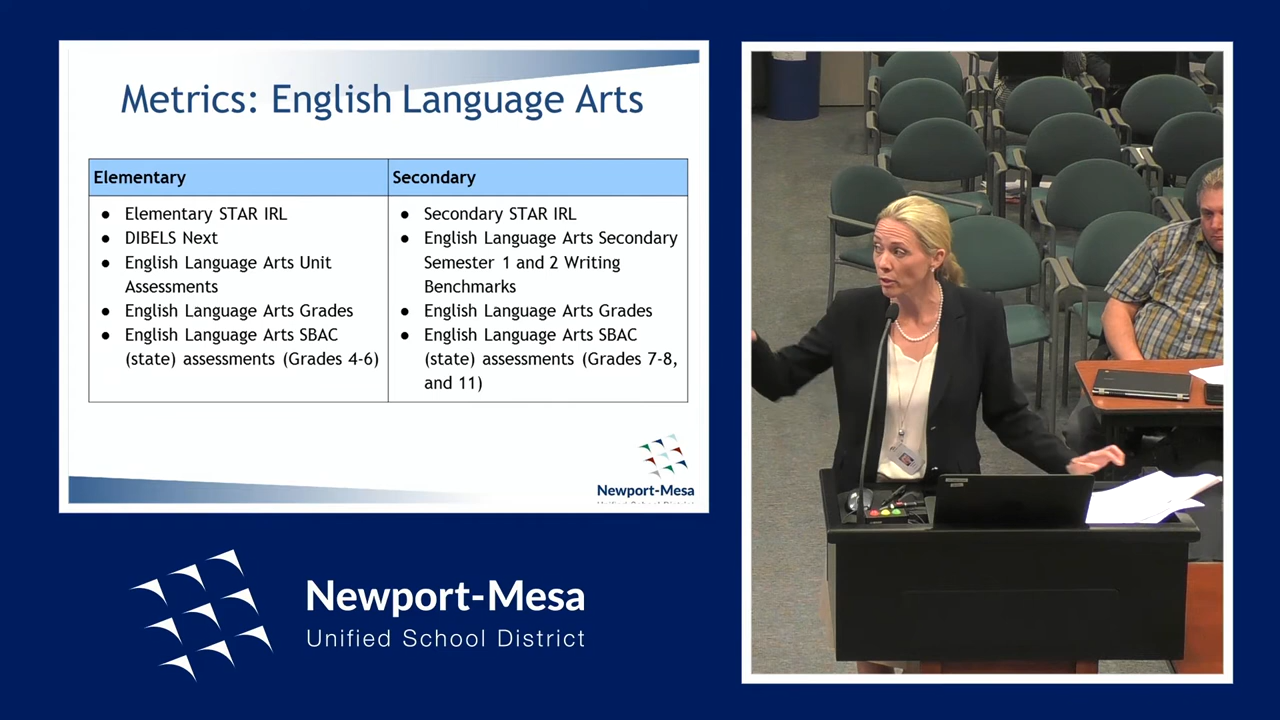 Metrics: English Language Arts
Elementary
Secondary
● Elementary STAR IRL
● DIBELS Next
● English Language Arts Unit
Assessments
● English Language Arts Grades
● English Language Arts SBAC
(state) assessments (Grades 4-6)
● Secondary STAR IRL
● English Language Arts Secondary
Semester 1 and 2 Writing
Benchmarks
● English Language Arts Grades
● English Language Arts SBAC
(state) assessments (Grades 7-8,
and 11)
Newport-Mesa
Unified School District
Newport-Mesa
Unified School District